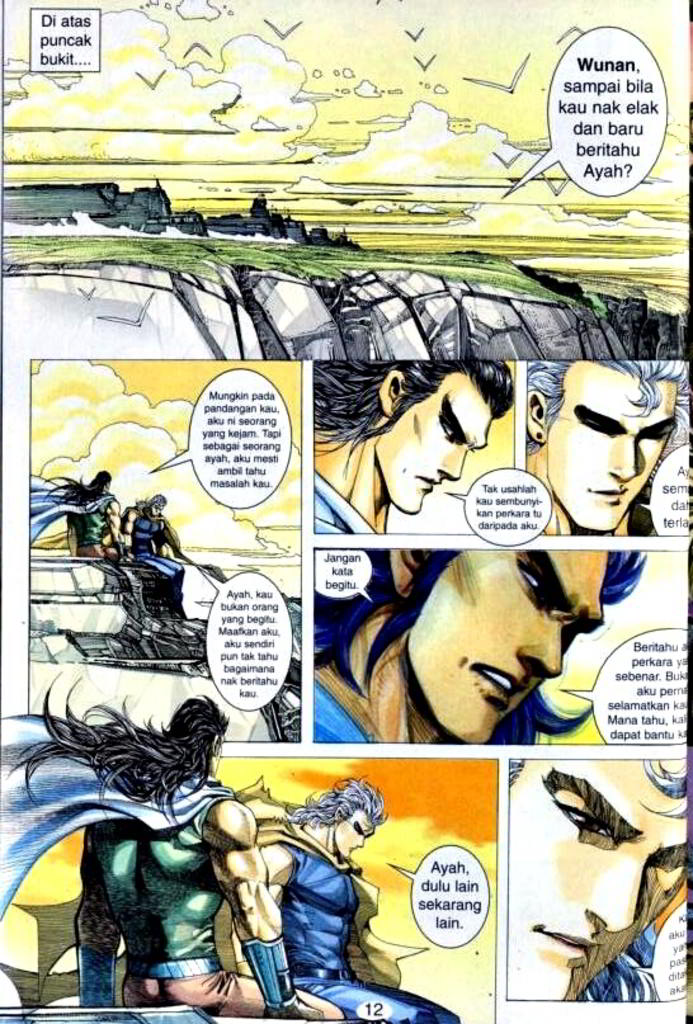 Di atas
puncak
bukit....
Wunan,
sampai bila
kau nak elak
dan baru
beritahu
Ayah?
Mungkin pada
pandangan kau,
aku ni seorang
yang kejam. Tapi
sebagai seorang
ayah, aku mesti
ambil tahu
masalah kau.
Ayah, kau
bukan orang
yang begitu.
Maafkan aku,
aku sendiri
pun tak tahu
bagaimana
nak beritahu
kau.
Tak usahlah
kau sembunyi-
kan perkara tu
daripada aku.
Jangan
kata
begitu.
Beritahu
perkara
sebenar.
aku pun
selamatkan
Mana tahu,
dapat bantu
Ayah,
dulu lain
sekarang
lain.
aku
12